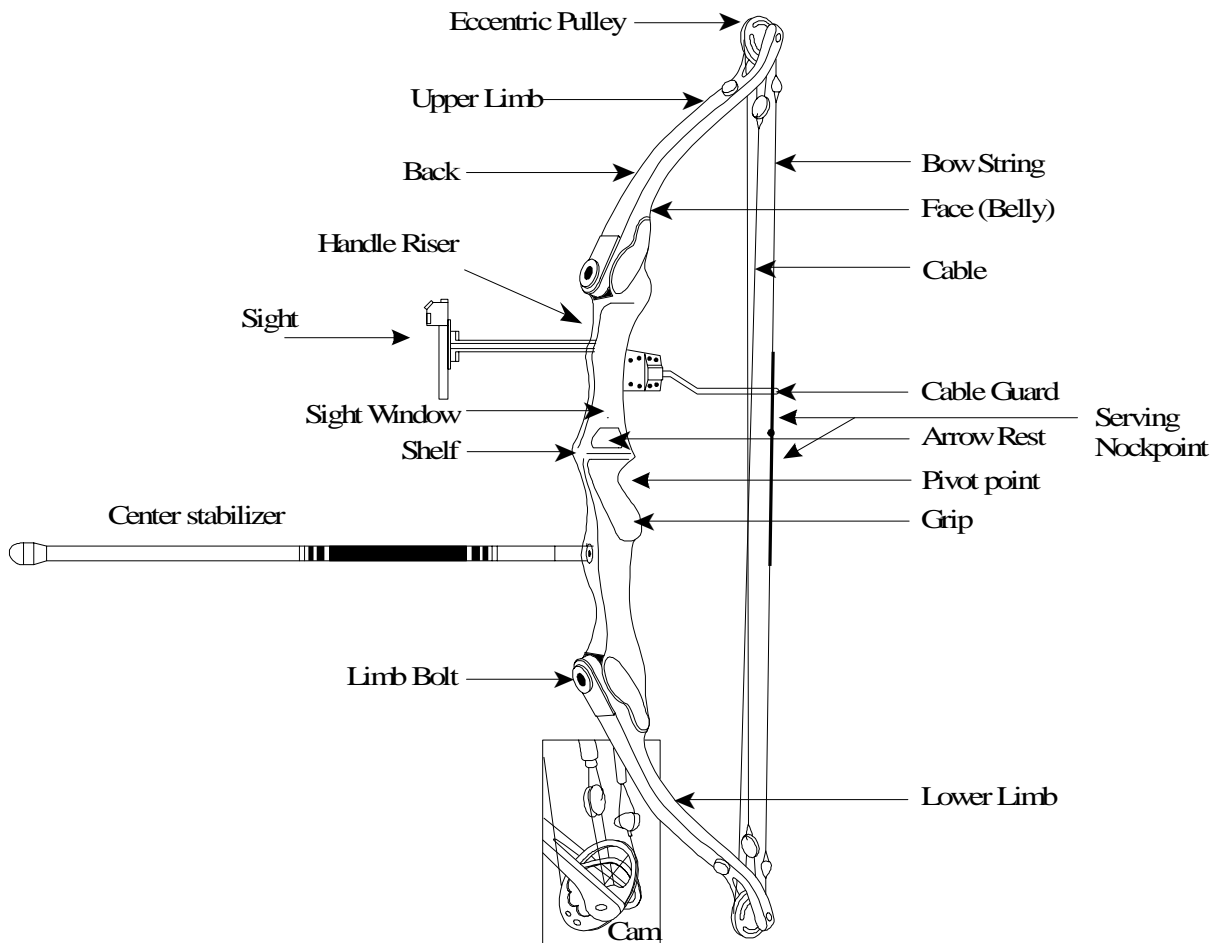 Eccentric Pulley
Upper Limb
Back
Bow String
Face (Belly)
Handle Riser
Cable
Sight
Cable Guard
Sight Window
Serving
Nockpoint
Arrow Rest
Shelf
Pivot point
Grip
Center stabilizer
Limb Bolt
Lower Limb
Cam